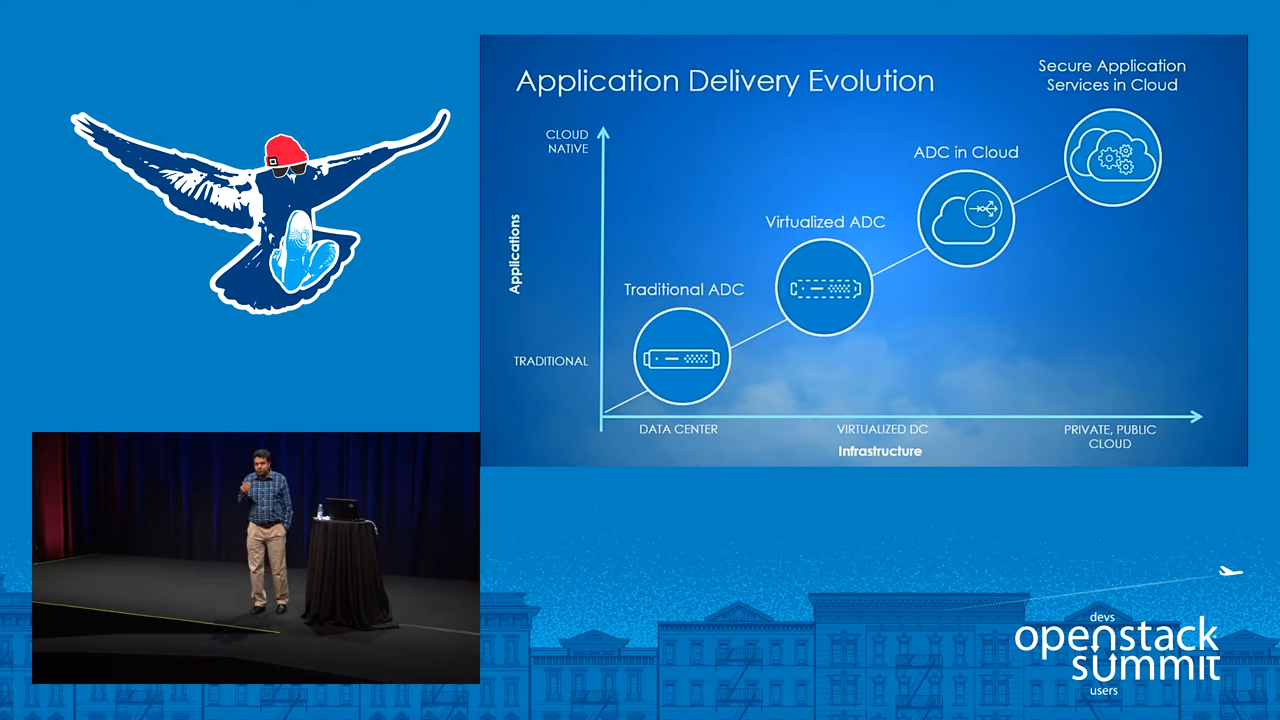 Application Delivery Evolution
Secure Application
Services in Cloud
CLOUD
NATIVE
ADC in Cloud
Virtualized ADC
Applications
Traditional ADC
TRADITIONAL
DATA CENTER
VIRTUALIZED DC
PRIVATE, PUBLIC
CLOUD
Infrastructure
devs
openstack
summit
users